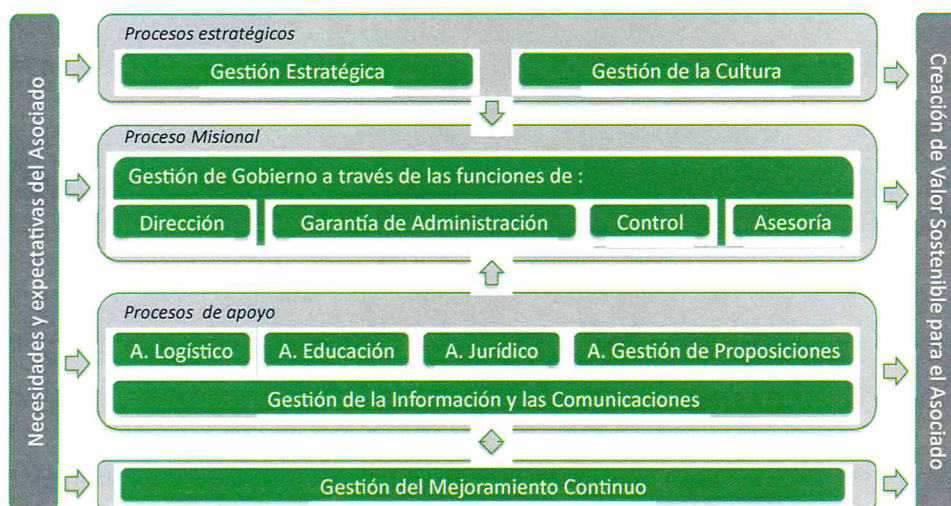 Necesidades y expectativas del Asociado
Procesos estratégicos
Gestión Estratégica
Gestión de la Cultura
Proceso Misional
Gestión de Gobierno a través de las funciones de :
Dirección
Garantía de Administración
Control
Asesoría
Procesos de apoyo
A. Logístico
A. Educación
A. Jurídico
A. Gestión de Proposiciones
Gestión de la Información y las Comunicaciones
Gestión del Mejoramiento Continuo
Creación de Valor Sostenible para el Asociado